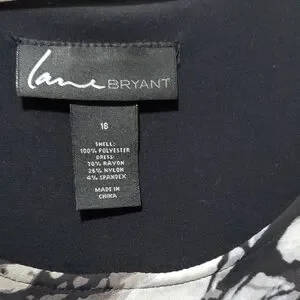 Lane BRYANT
18
SHELL:
100% POLYESTER
DRESS:
70% RAYON
26% NYLON
4% SPANDEX
MADE IN
CHINA